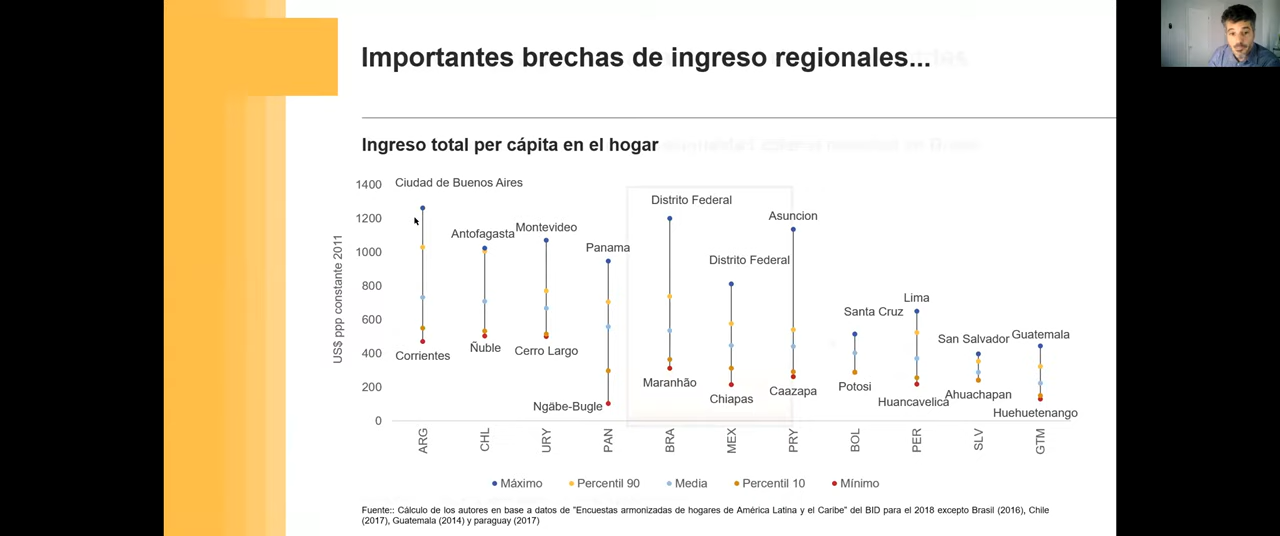 Importantes brechas de ingreso regionales...
Ingreso total per cápita en el hogar
US$ ppp constante 2011
1400
1200
1000
800
600
400
200
0
Ciudad de Buenos Aires
Corrientes
Antofagasta
Ñuble
Montevideo
Cerro Largo
Panama
Ngäbe-Bugle
Distrito Federal
Maranhão
Distrito Federal
Chiapas
Asuncion
Caazapa
Santa Cruz
Potosi
Lima
Huancavelica
San Salvador
Ahuachapan
Guatemala
Huehuetenango
ARG
CHL
URY
PAN
BRA
MEX
PRY
BOL
PER
SLV
GTM
Máximo
Percentil 90
Media
Percentil 10
Mínimo
Fuente:: Cálculo de los autores en base a datos de "Encuestas armonizadas de hogares de América Latina y el Caribe" del BID para el 2018 excepto Brasil (2016), Chile
(2017), Guatemala (2014) y paraguay (2017)